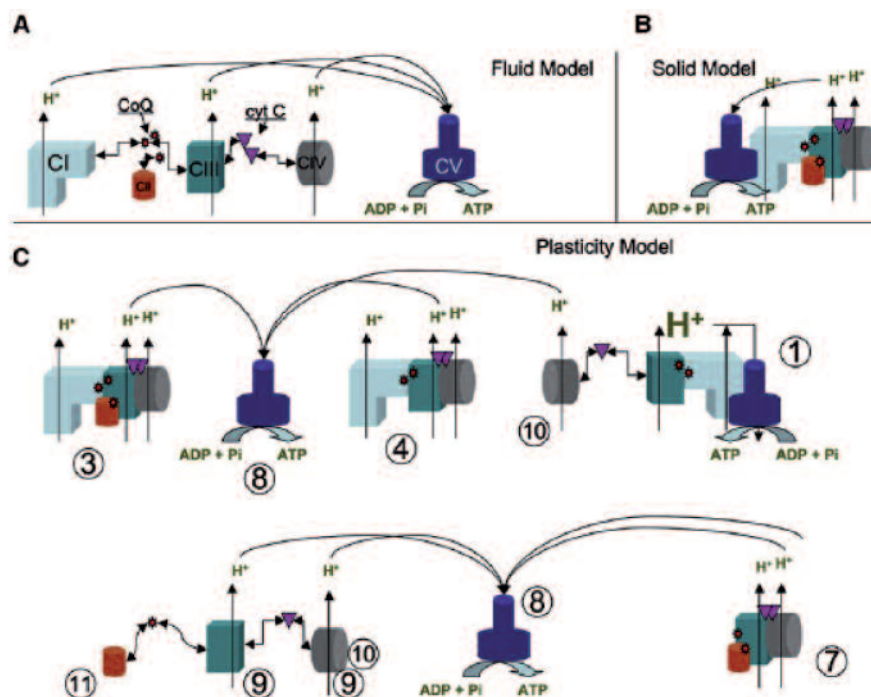 A
B
Fluid Model
Solid Model
H⁺ H⁺ H⁺
H⁺ H⁺ H⁺
CoQ
cyt C
CI
CIII
CIV
CII
CV
ADP + Pi ATP
ADP + Pi ATP
C
Plasticity Model
H⁺ H⁺ H⁺
H⁺ H⁺ H⁺
H⁺
H⁺
1
3
ADP + Pi ATP
8
4
10
ATP ADP + Pi
H⁺
H⁺
H⁺ H⁺
8
11
9
10
9
ADP + Pi ATP
7